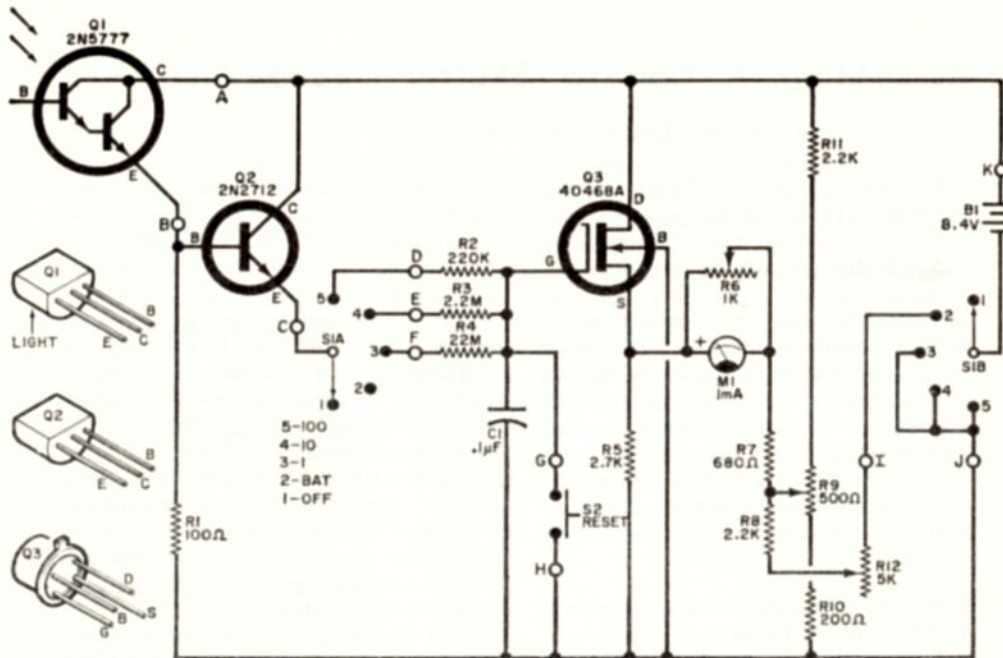 Q1
2N5777
B
C
E
A
B
Q2
2N2712
B
C
E
C
Q1
LIGHT
B
C
E
Q2
B
C
E
Q3
D
S
B
G
R1
100Ω
5
4
3
2
1
S1A
5-100
4-10
3-1
2-BAT
1-OFF
D
R2
220K
E
R3
2.2M
F
R4
22M
C1
.1µF
G
S2
RESET
H
Q3
40468A
D
B
G
S
R5
2.7K
R6
1K
+
M1
1mA
R7
680Ω
R8
2.2K
R11
2.2K
R9
500Ω
R10
200Ω
I
R12
5K
K
B1
8.4V
1
2
3
4
5
S1B
J